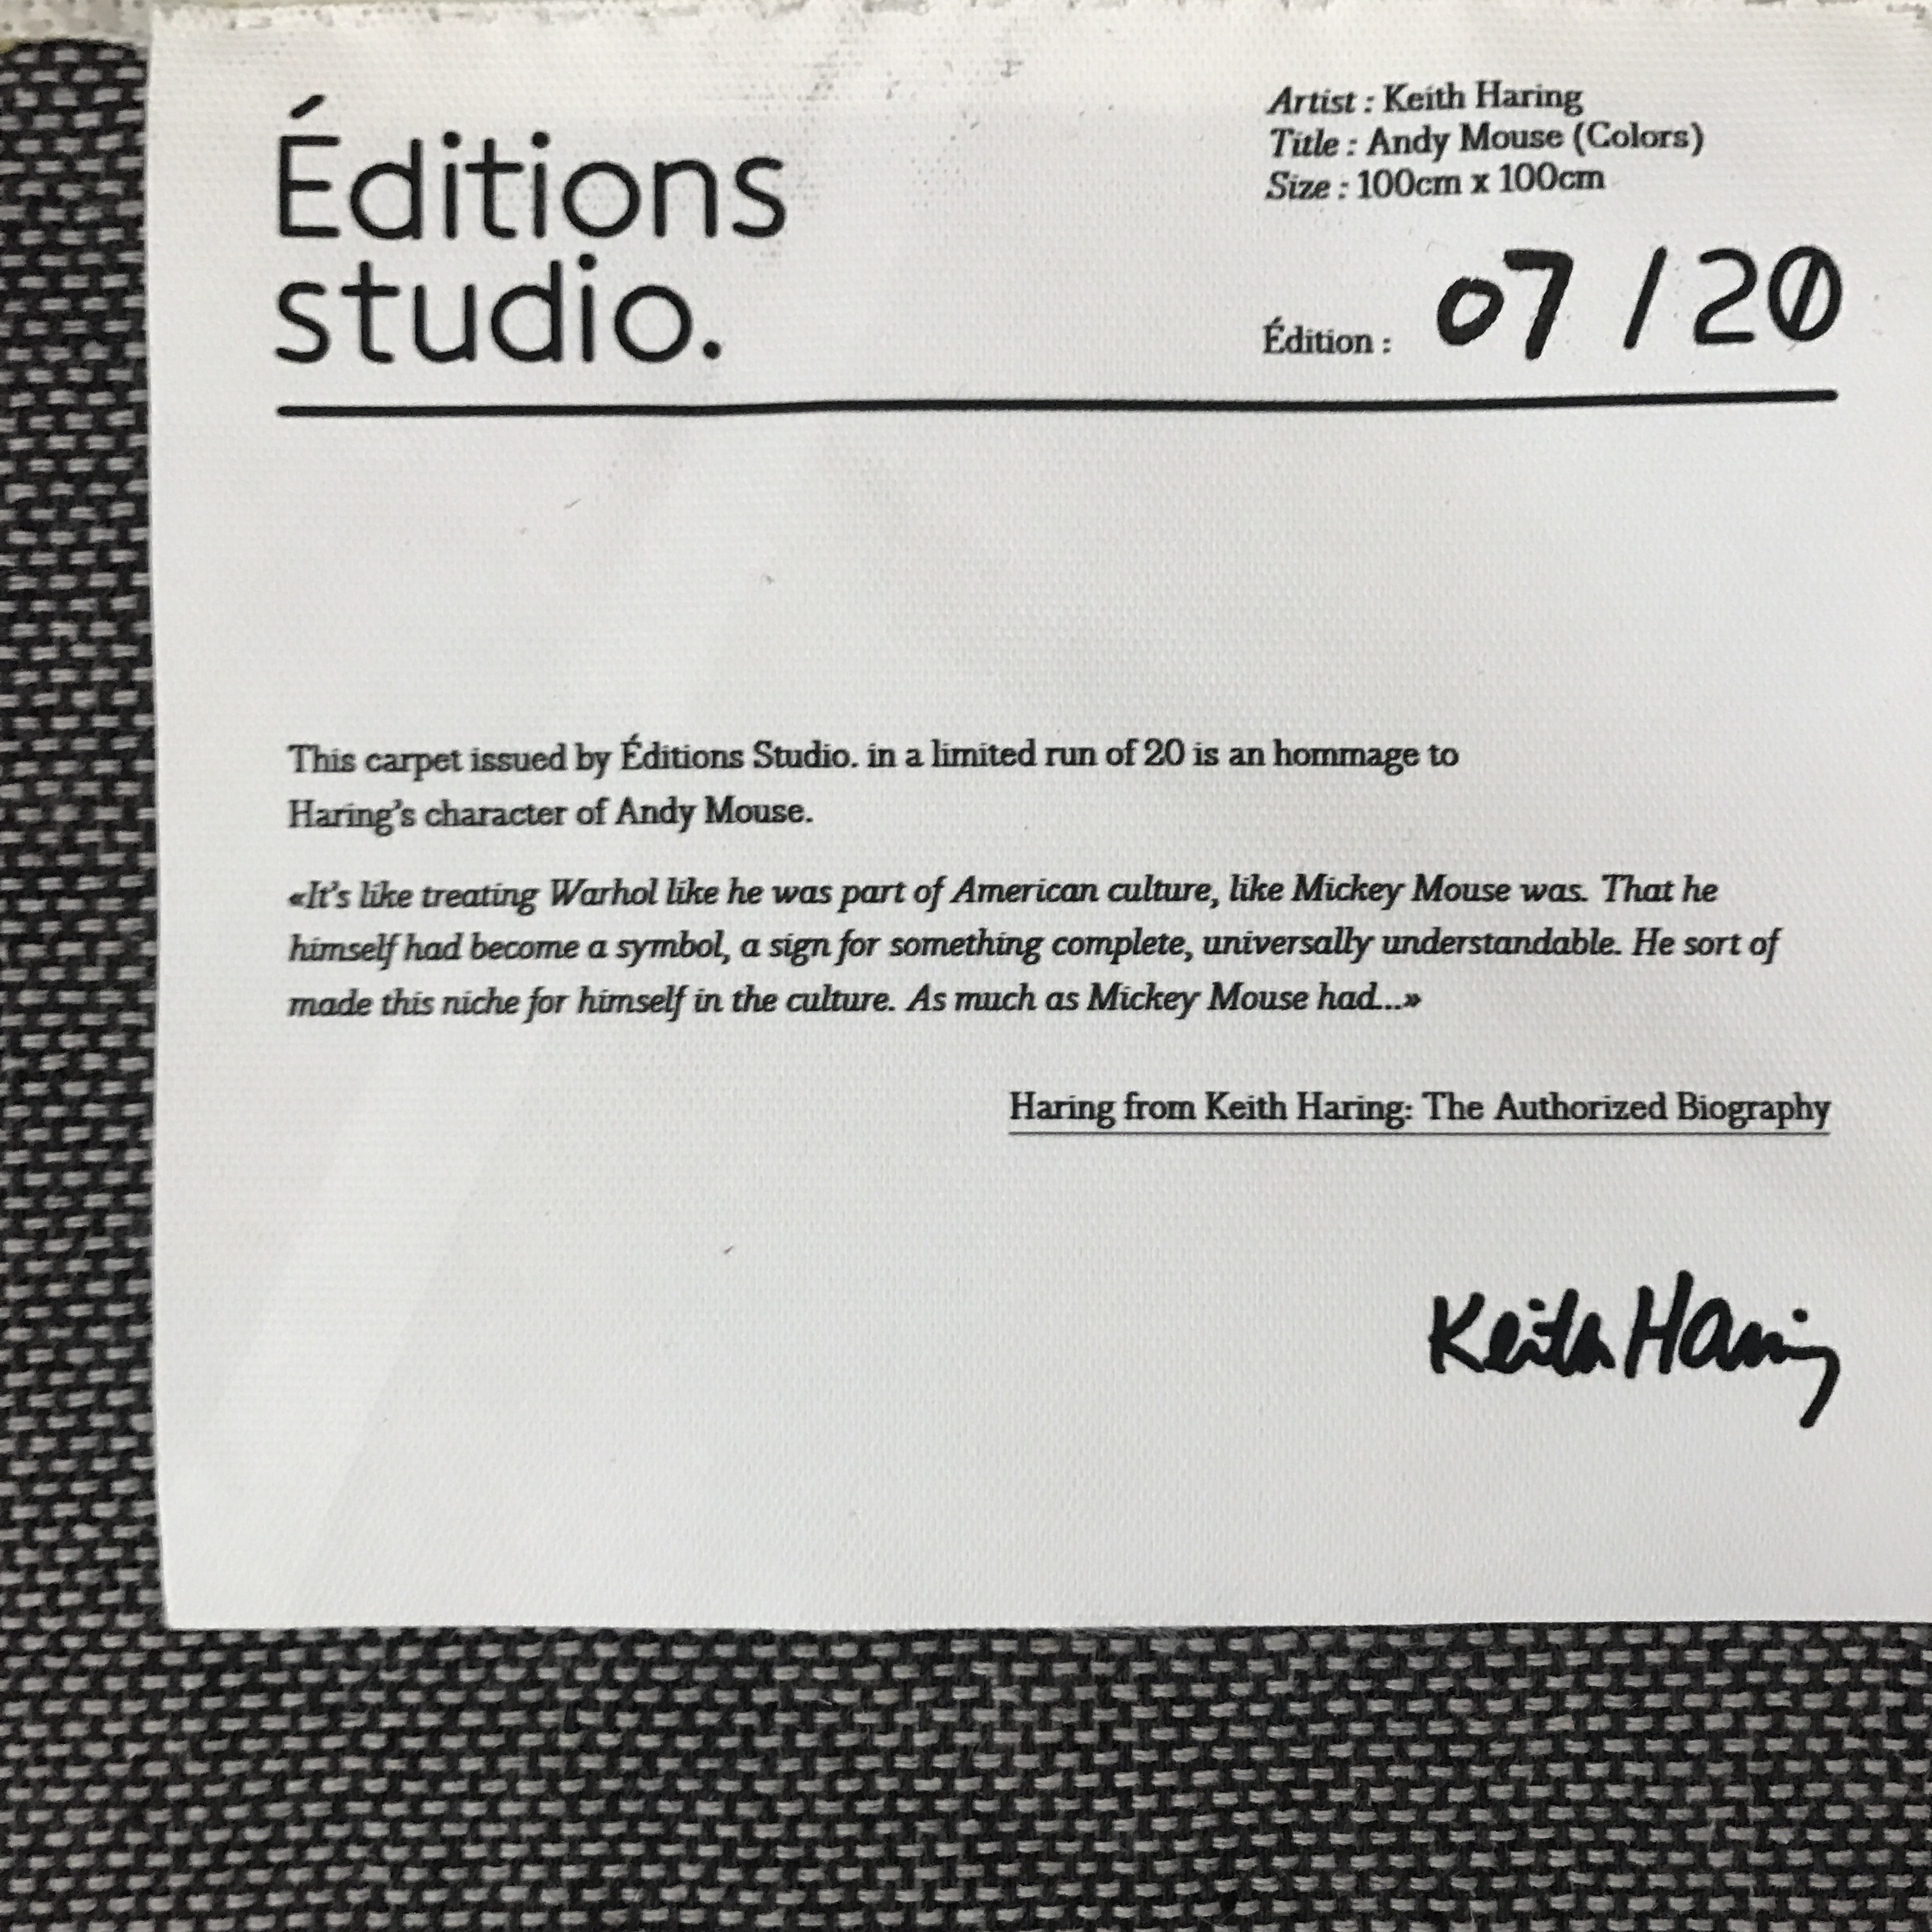 Éditions
studio.
Artist : Keith Haring
Title : Andy Mouse (Colors)
Size : 100cm x 100cm
Édition : 07 / 20
This carpet issued by Éditions Studio. in a limited run of 20 is an hommage to
Haring’s character of Andy Mouse.
«It’s like treating Warhol like he was part of American culture, like Mickey Mouse was. That he
himself had become a symbol, a sign for something complete, universally understandable. He sort of
made this niche for himself in the culture. As much as Mickey Mouse had...»
Haring from Keith Haring: The Authorized Biography
Keith Haring